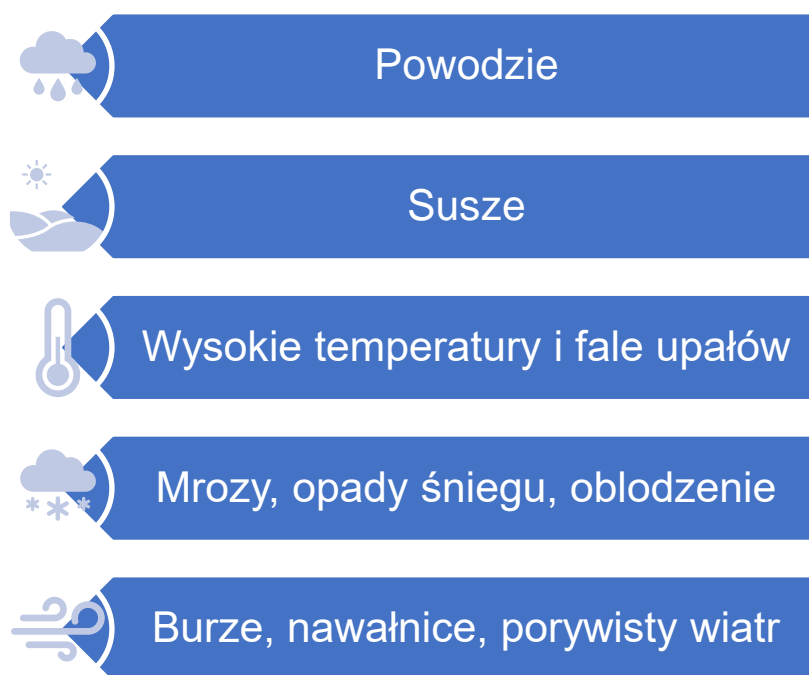 Powodzie
Susze
Wysokie temperatury i fale upałów
Mrozy, opady śniegu, oblodzenie
Burze, nawałnice, porywisty wiatr